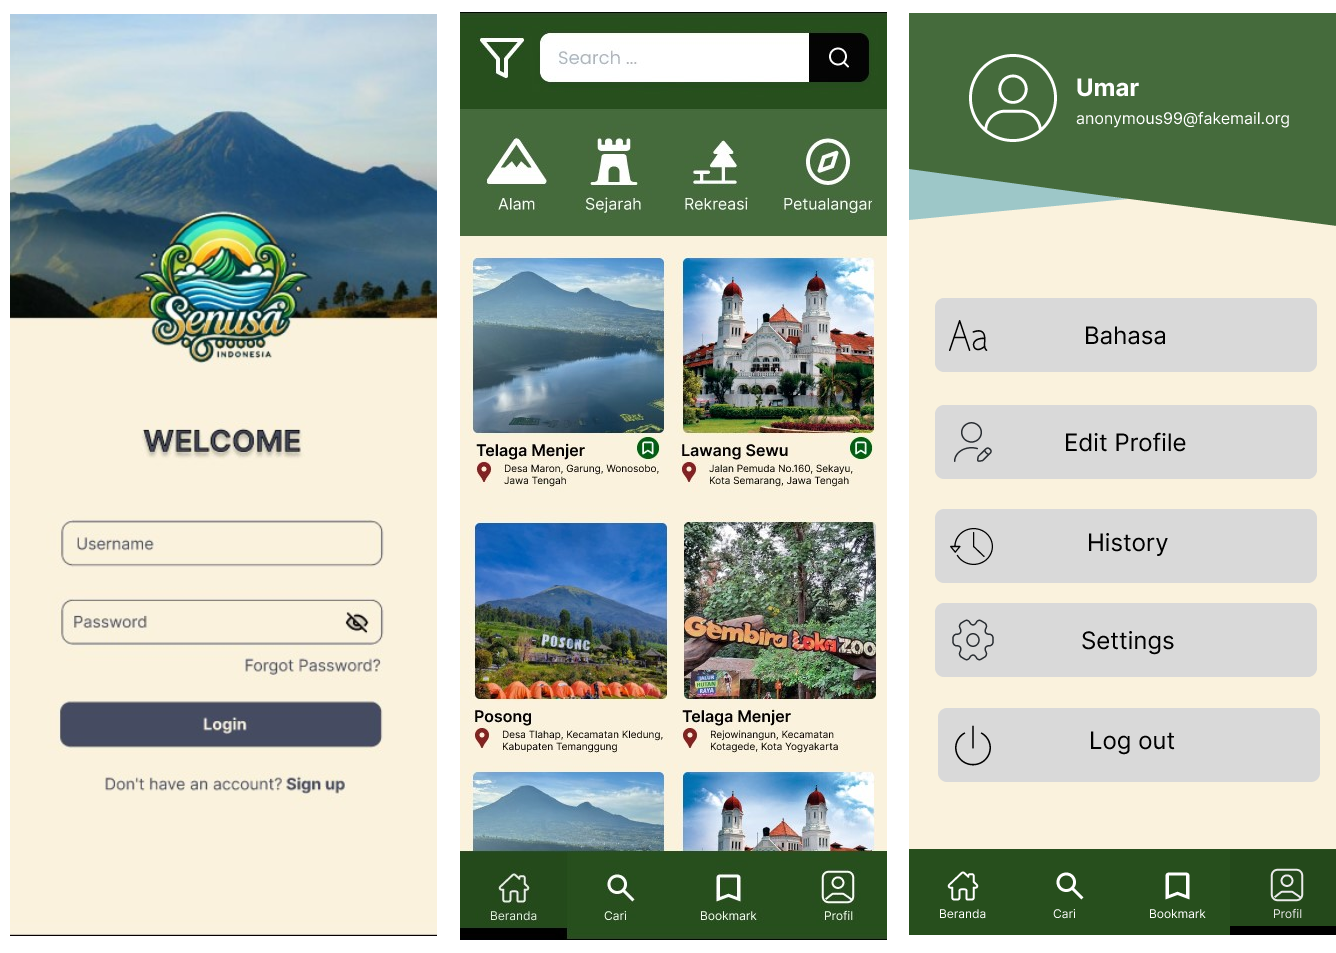 Senusa
INDONESIA
WELCOME
Username
Password
Forgot Password?
Login
Don't have an account? Sign up
Search ...
Alam
Sejarah
Rekreasi
Petualangar
Telaga Menjer
Desa Maron, Garung, Wonosobo,
Jawa Tengah
Lawang Sewu
Jalan Pemuda No.160, Sekayu,
Kota Semarang, Jawa Tengah
POSONG
Gembira Loka ZOO
Posong
Desa Tlahap, Kecamatan Kledung,
Kabupaten Temanggung
Telaga Menjer
Rejowinangun, Kecamatan
Kotagede, Kota Yogyakarta
Beranda
Cari
Bookmark
Profil
Umar
anonymous99@fakemail.org
Aa
Bahasa
Edit Profile
History
Settings
Log out
Beranda
Cari
Bookmark
Profil